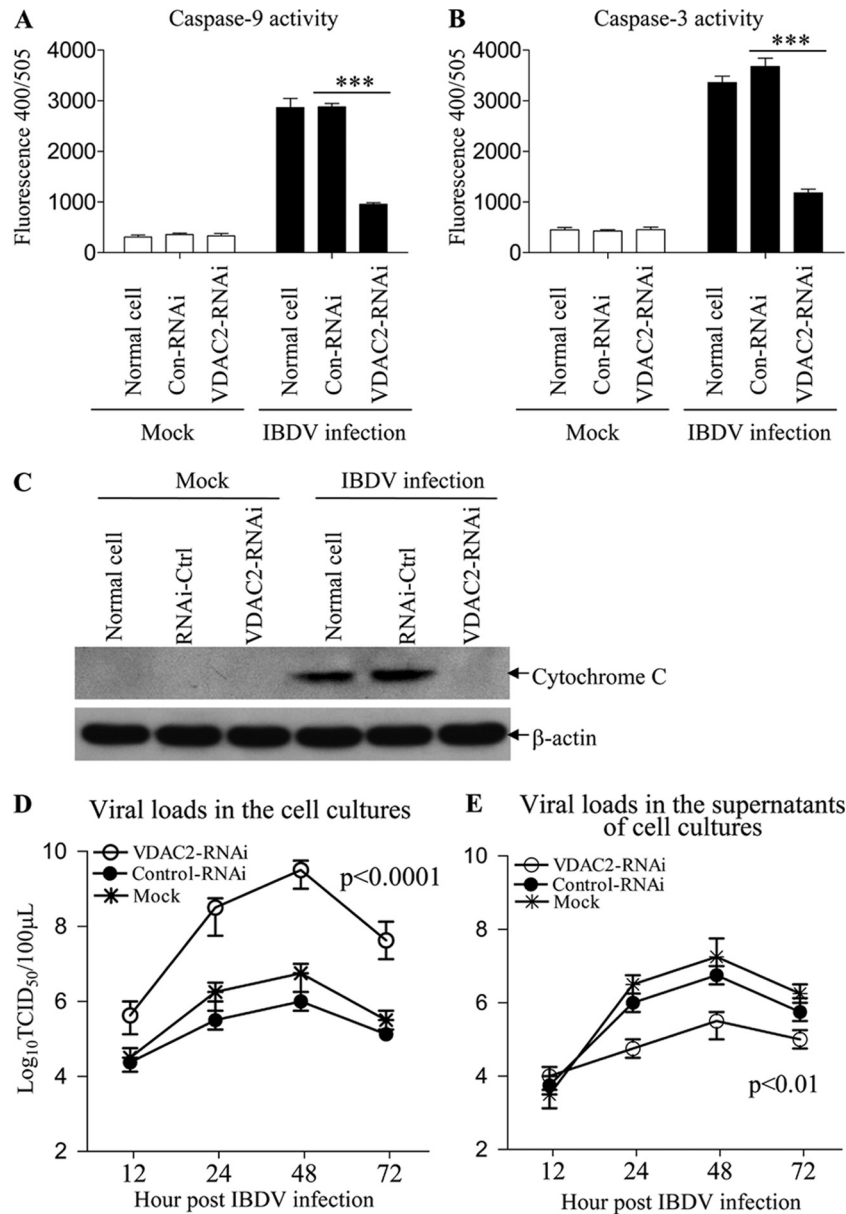 A
Caspase-9 activity
Fluorescence 400/505
4000
3000
2000
1000
0
***
Normal cell
Con-RNAi
VDAC2-RNAi
Normal cell
Con-RNAi
VDAC2-RNAi
Mock
IBDV infection
B
Caspase-3 activity
Fluorescence 400/505
4000
3000
2000
1000
0
***
Normal cell
Con-RNAi
VDAC2-RNAi
Normal cell
Con-RNAi
VDAC2-RNAi
Mock
IBDV infection
C
Mock
IBDV infection
Normal cell
RNAi-Ctrl
VDAC2-RNAi
Normal cell
RNAi-Ctrl
VDAC2-RNAi
Cytochrome C
β-actin
D
Viral loads in the cell cultures
Log₁₀TCID₅₀/100μL
10
8
6
4
2
VDAC2-RNAi
Control-RNAi
Mock
p<0.0001
12 24 48 72
Hour post IBDV infection
E
Viral loads in the supernatants
of cell cultures
10
8
6
4
2
VDAC2-RNAi
Control-RNAi
Mock
p<0.01
12 24 48 72
Hour post IBDV infection